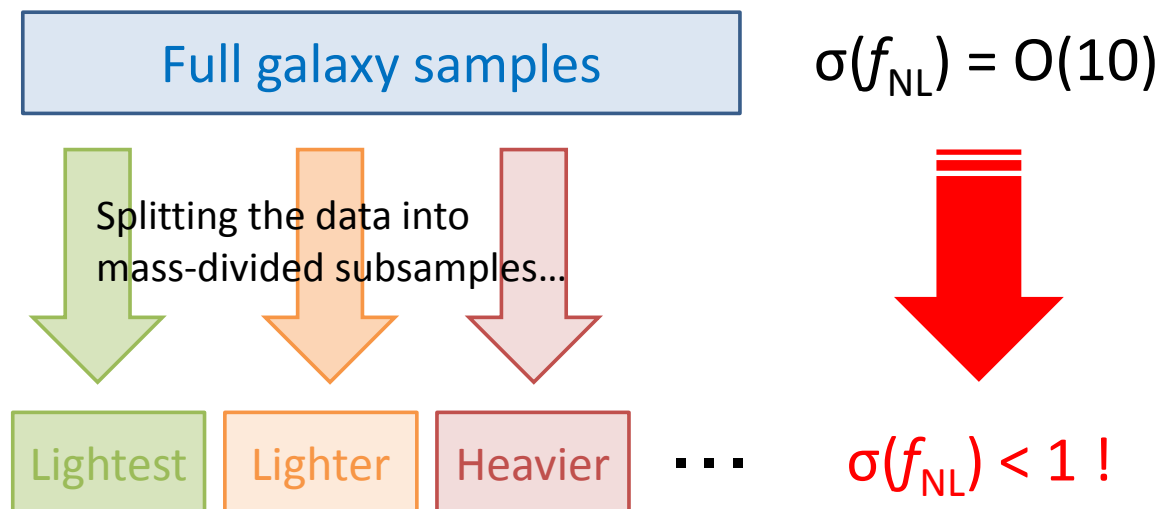 Full galaxy samples
σ(fNL) = O(10)
Splitting the data into
mass-divided subsamples…
Lightest
Lighter
Heavier
…
σ(fNL) < 1 !